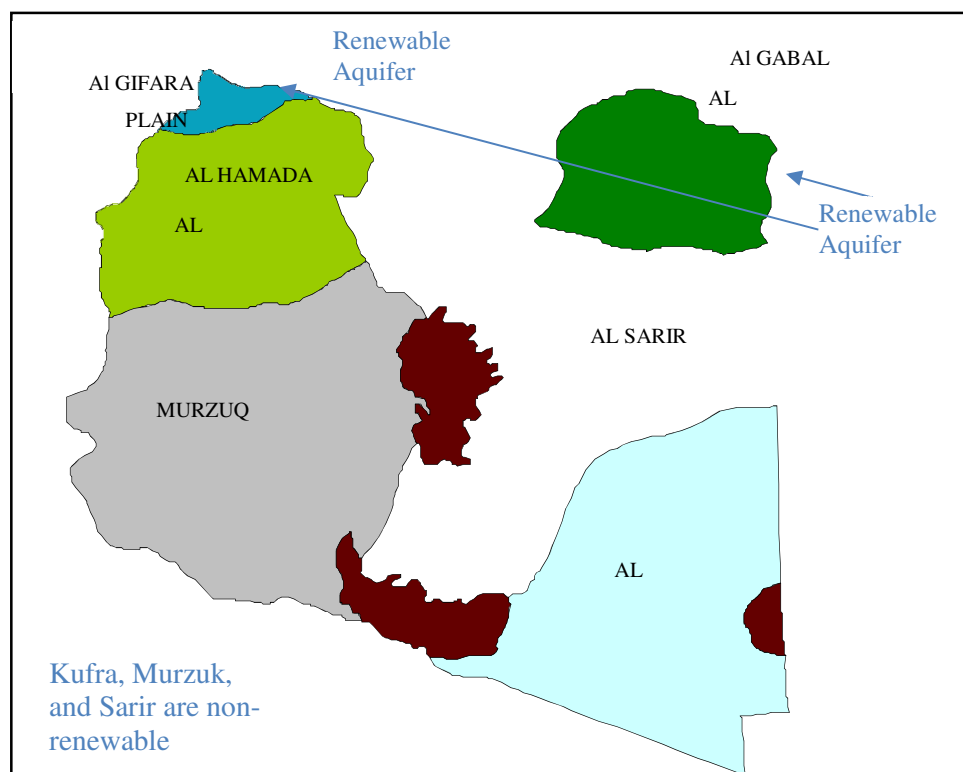 Renewable
Aquifer
Al GABAL
AL
Al GIFARA
PLAIN
AL HAMADA
AL
Renewable
Aquifer
AL SARIR
MURZUQ
AL
Kufra, Murzuk,
and Sarir are non-
renewable